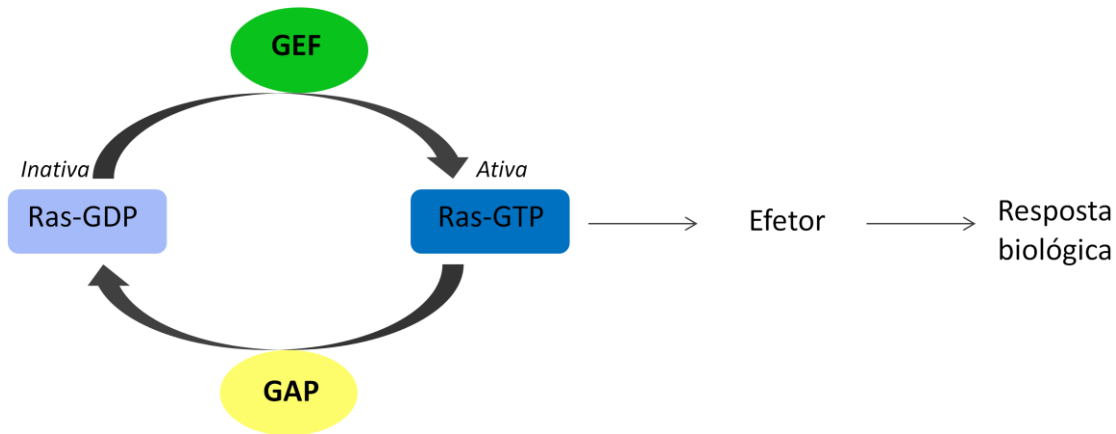 GEF
Inativa
Ativa
Ras-GDP
Ras-GTP
Efetor
Resposta
biológica
GAP